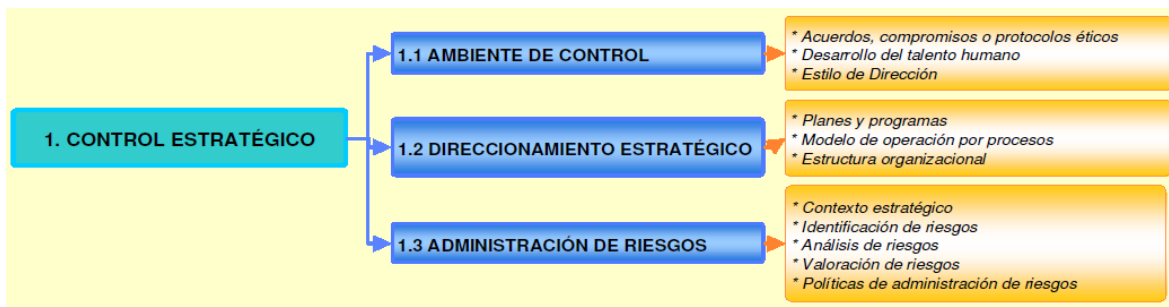 1. CONTROL ESTRATÉGICO
1.1 AMBIENTE DE CONTROL
* Acuerdos, compromisos o protocolos éticos
* Desarrollo del talento humano
* Estilo de Dirección
1.2 DIRECCIONAMIENTO ESTRATÉGICO
* Planes y programas
* Modelo de operación por procesos
* Estructura organizacional
1.3 ADMINISTRACIÓN DE RIESGOS
* Contexto estratégico
* Identificación de riesgos
* Análisis de riesgos
* Valoración de riesgos
* Políticas de administración de riesgos